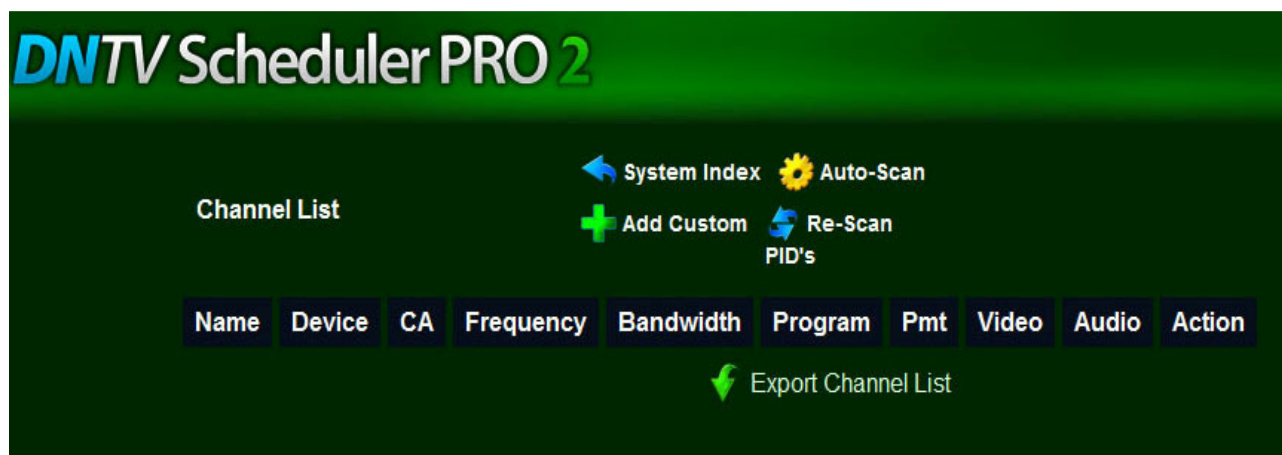 DNTV Scheduler PRO 2
System Index Auto-Scan
Channel List
Add Custom Re-Scan
PID's
Name Device CA Frequency Bandwidth Program Pmt Video Audio Action
Export Channel List